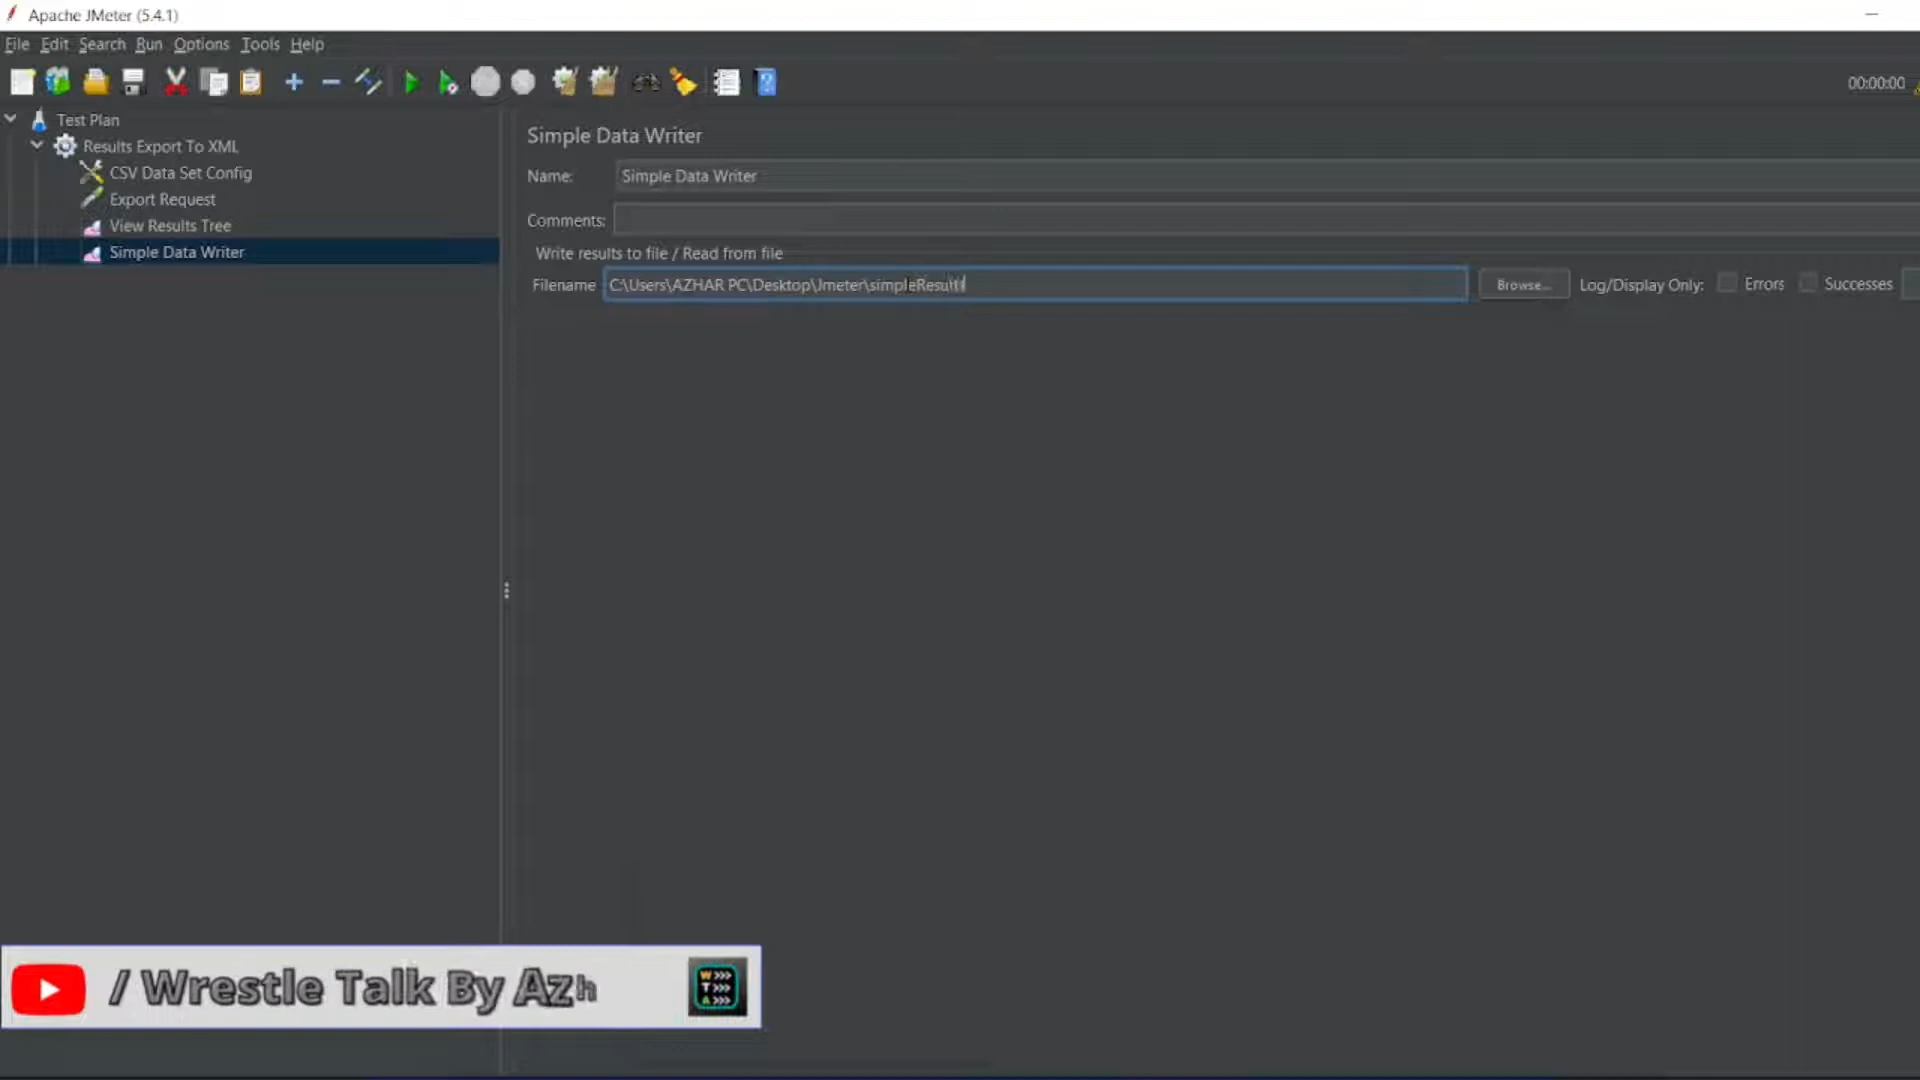 Apache JMeter (5.4.1)
File Edit Search Run Options Tools Help
00:00:00
Test Plan
Results Export To XML
CSV Data Set Config
Export Request
View Results Tree
Simple Data Writer
Simple Data Writer
Name: Simple Data Writer
Comments:
Write results to file / Read from file
Filename C:\Users\AZHAR PC\Desktop\Jmeter\simpleResult Browse... Log/Display Only: Errors Successes
/ Wrestle Talk By Azh
W >>>
T >>>
A >>>